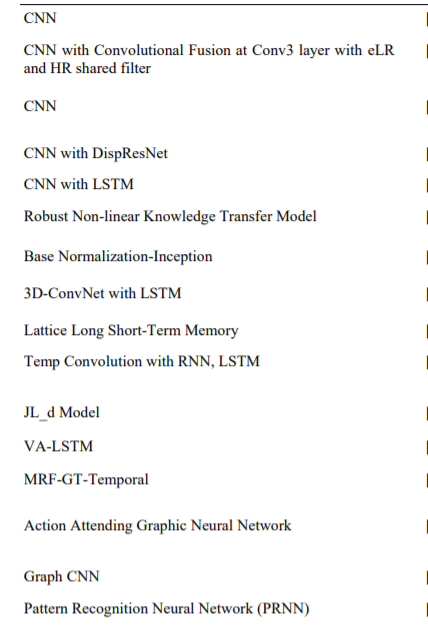 CNN
CNN with Convolutional Fusion at Conv3 layer with eLR
and HR shared filter
CNN
CNN with DispResNet
CNN with LSTM
Robust Non-linear Knowledge Transfer Model
Base Normalization-Inception
3D-ConvNet with LSTM
Lattice Long Short-Term Memory
Temp Convolution with RNN, LSTM
JL_d Model
VA-LSTM
MRF-GT-Temporal
Action Attending Graphic Neural Network
Graph CNN
Pattern Recognition Neural Network (PRNN)